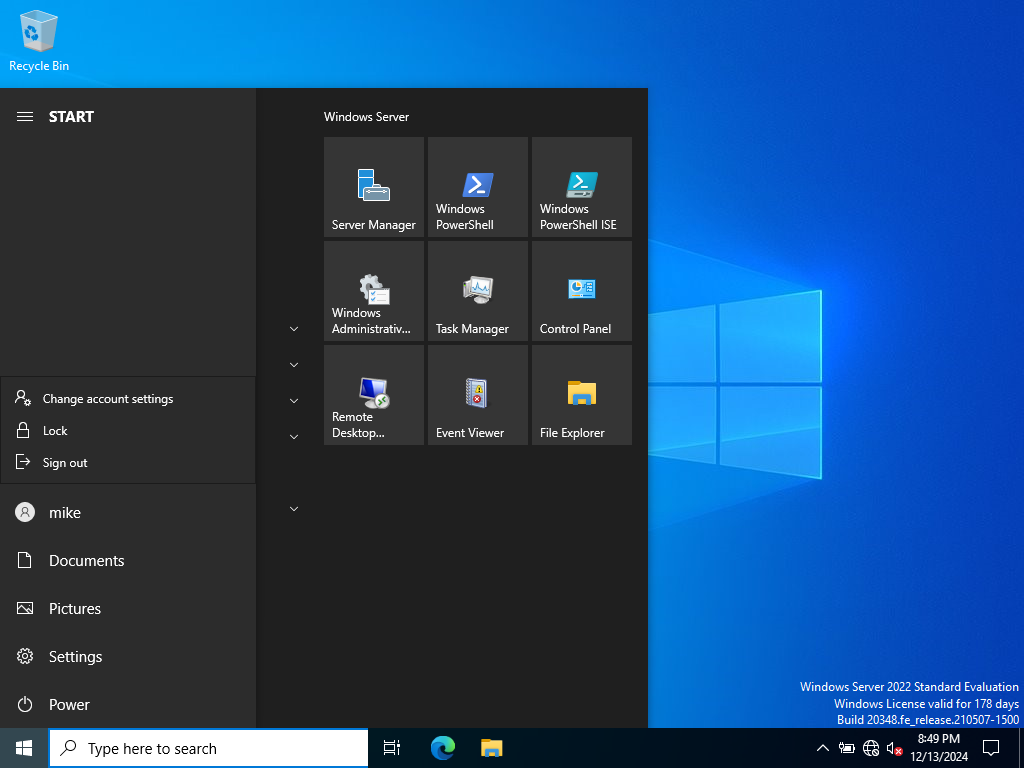 Recycle Bin
START
Windows Server
Server Manager
Windows
PowerShell
Windows
PowerShell ISE
Windows
Administrativ...
Task Manager
Control Panel
Remote
Desktop...
Event Viewer
File Explorer
Change account settings
Lock
Sign out
mike
Documents
Pictures
Settings
Power
Windows Server 2022 Standard Evaluation
Windows License valid for 178 days
Build 20348.fe_release.210507-1500
Type here to search
8:49 PM
12/13/2024